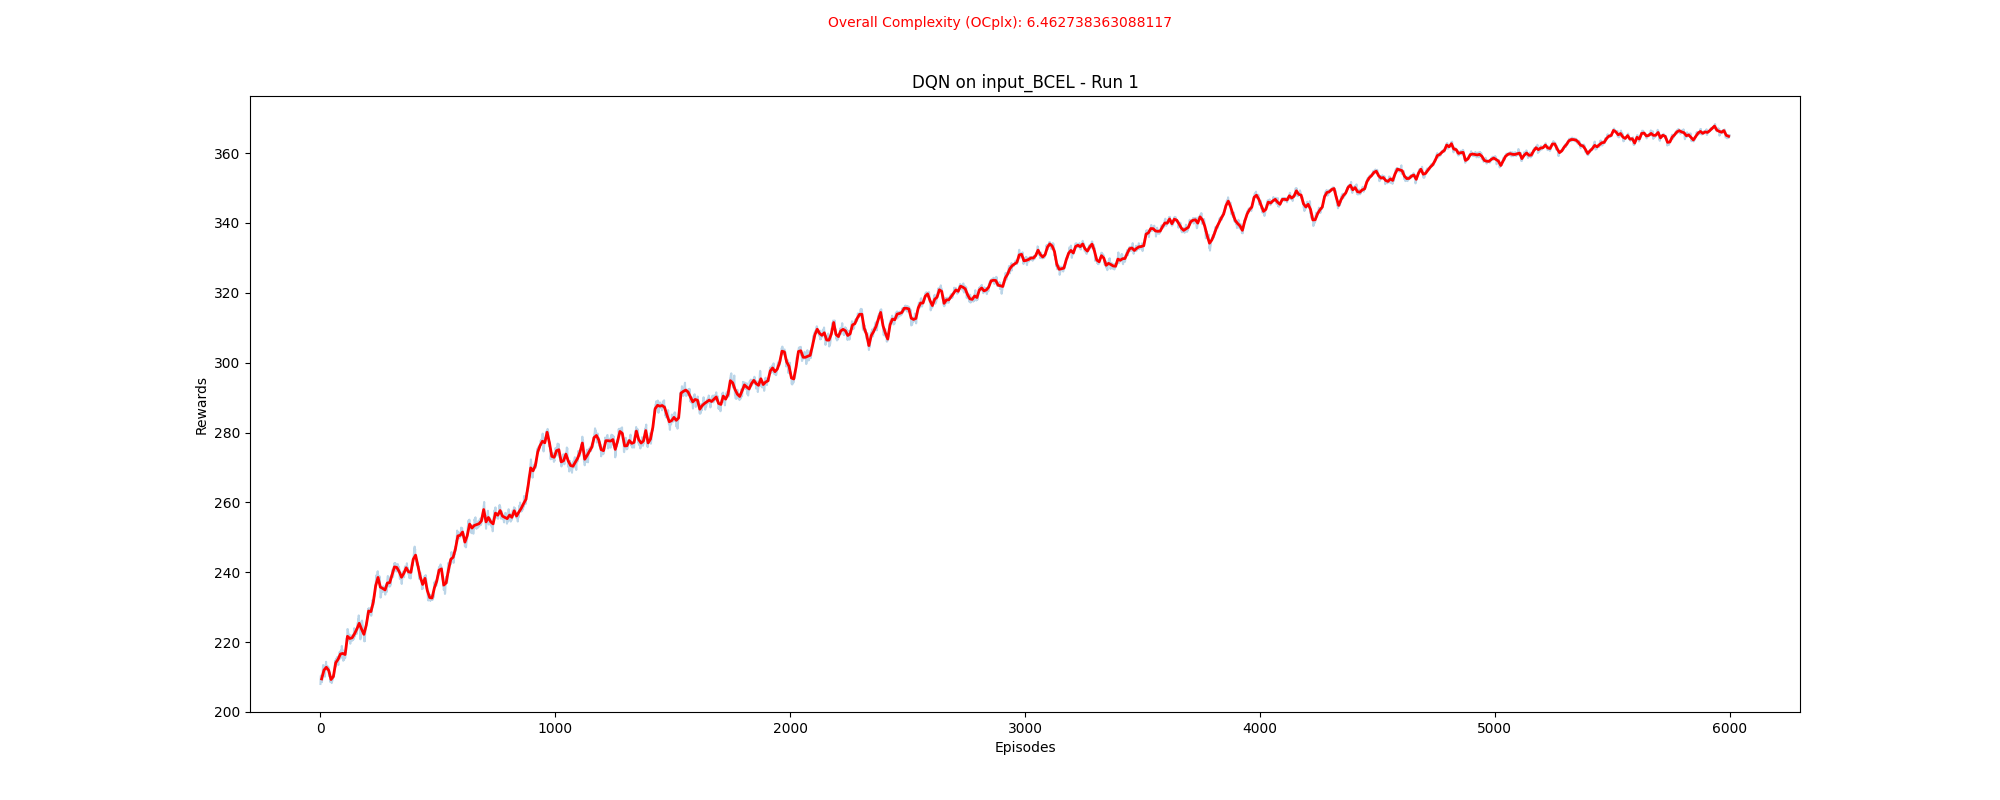 Overall Complexity (OCplx): 6.462738363088117
DQN on input_BCEL - Run 1
Rewards
360
340
320
300
280
260
240
220
200
0 1000 2000 3000 4000 5000 6000
Episodes